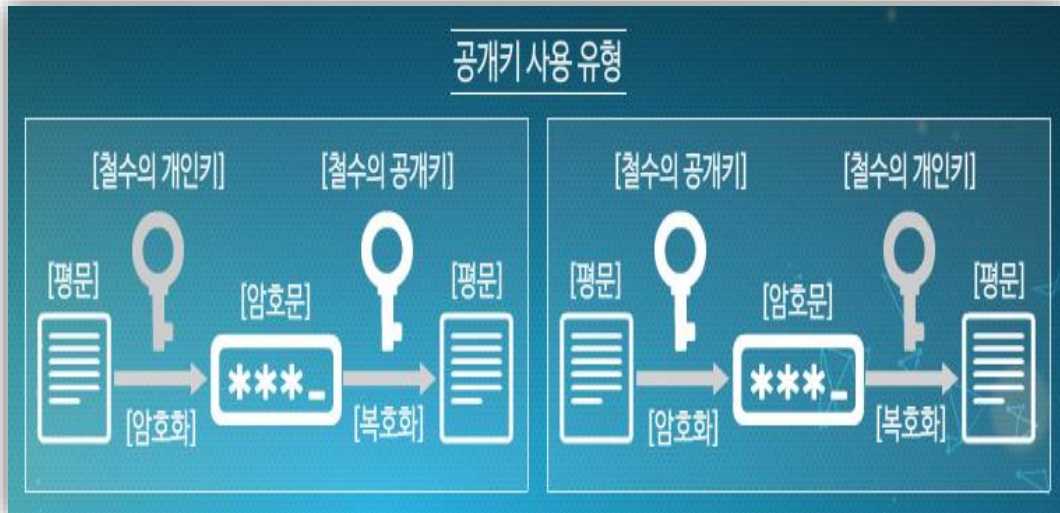 공개키 사용 유형
[철수의 개인키] [철수의 공개키]
[평문] [암호문] [평문]
***_
[암호화] [복호화]
[철수의 공개키] [철수의 개인키]
[평문] [암호문] [평문]
***_
[암호화] [복호화]